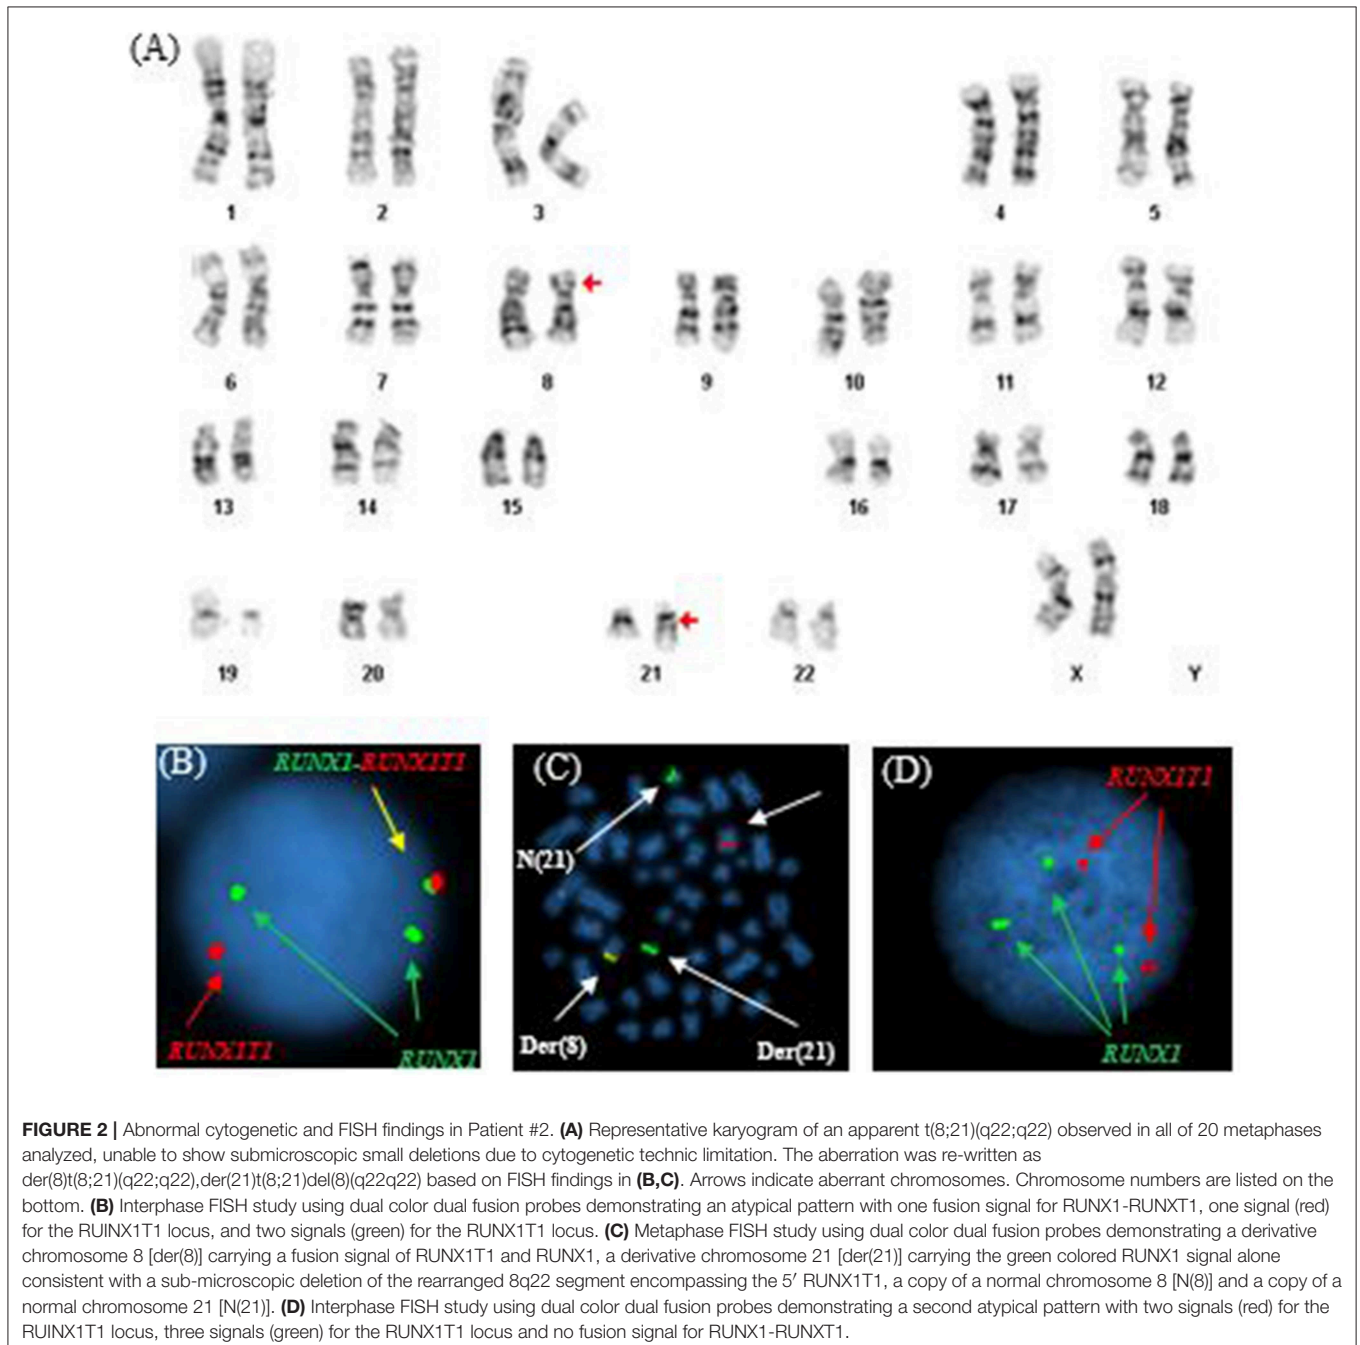 (A)
1 2 3 4 5
6 7 8 9 10 11 12
13 14 15 16 17 18
19 20 21 22 X Y
(B)
RUNX1-RUNX1T1
RUNX1T1
RUNX1
(C)
N(21)
Der(8)
Der(21)
(D)
RUNX1T1
RUNX1
FIGURE 2 | Abnormal cytogenetic and FISH findings in Patient #2. (A) Representative karyogram of an apparent t(8;21)(q22;q22) observed in all of 20 metaphases
analyzed, unable to show submicroscopic small deletions due to cytogenetic technic limitation. The aberration was re-written as
der(8)t(8;21)(q22;q22),der(21)t(8;21)del(8)(q22q22) based on FISH findings in (B,C). Arrows indicate aberrant chromosomes. Chromosome numbers are listed on the
bottom. (B) Interphase FISH study using dual color dual fusion probes demonstrating an atypical pattern with one fusion signal for RUNX1-RUNXT1, one signal (red)
for the RUINX1T1 locus, and two signals (green) for the RUNX1T1 locus. (C) Metaphase FISH study using dual color dual fusion probes demonstrating a derivative
chromosome 8 [der(8)] carrying a fusion signal of RUNX1T1 and RUNX1, a derivative chromosome 21 [der(21)] carrying the green colored RUNX1 signal alone
consistent with a sub-microscopic deletion of the rearranged 8q22 segment encompassing the 5′ RUNX1T1, a copy of a normal chromosome 8 [N(8)] and a copy of a
normal chromosome 21 [N(21)]. (D) Interphase FISH study using dual color dual fusion probes demonstrating a second atypical pattern with two signals (red) for the
RUINX1T1 locus, three signals (green) for the RUNX1T1 locus and no fusion signal for RUNX1-RUNXT1.